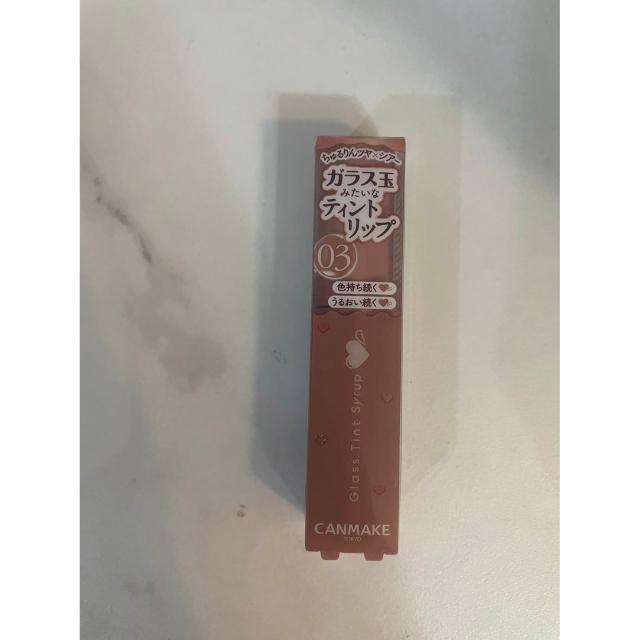 ちゅるりんツヤ×シアー
ガラス玉
みたいな
ティント
リップ
03
色持ち続く
うるおい続く
Glass Tint Syrup
CANMAKE
TOKYO